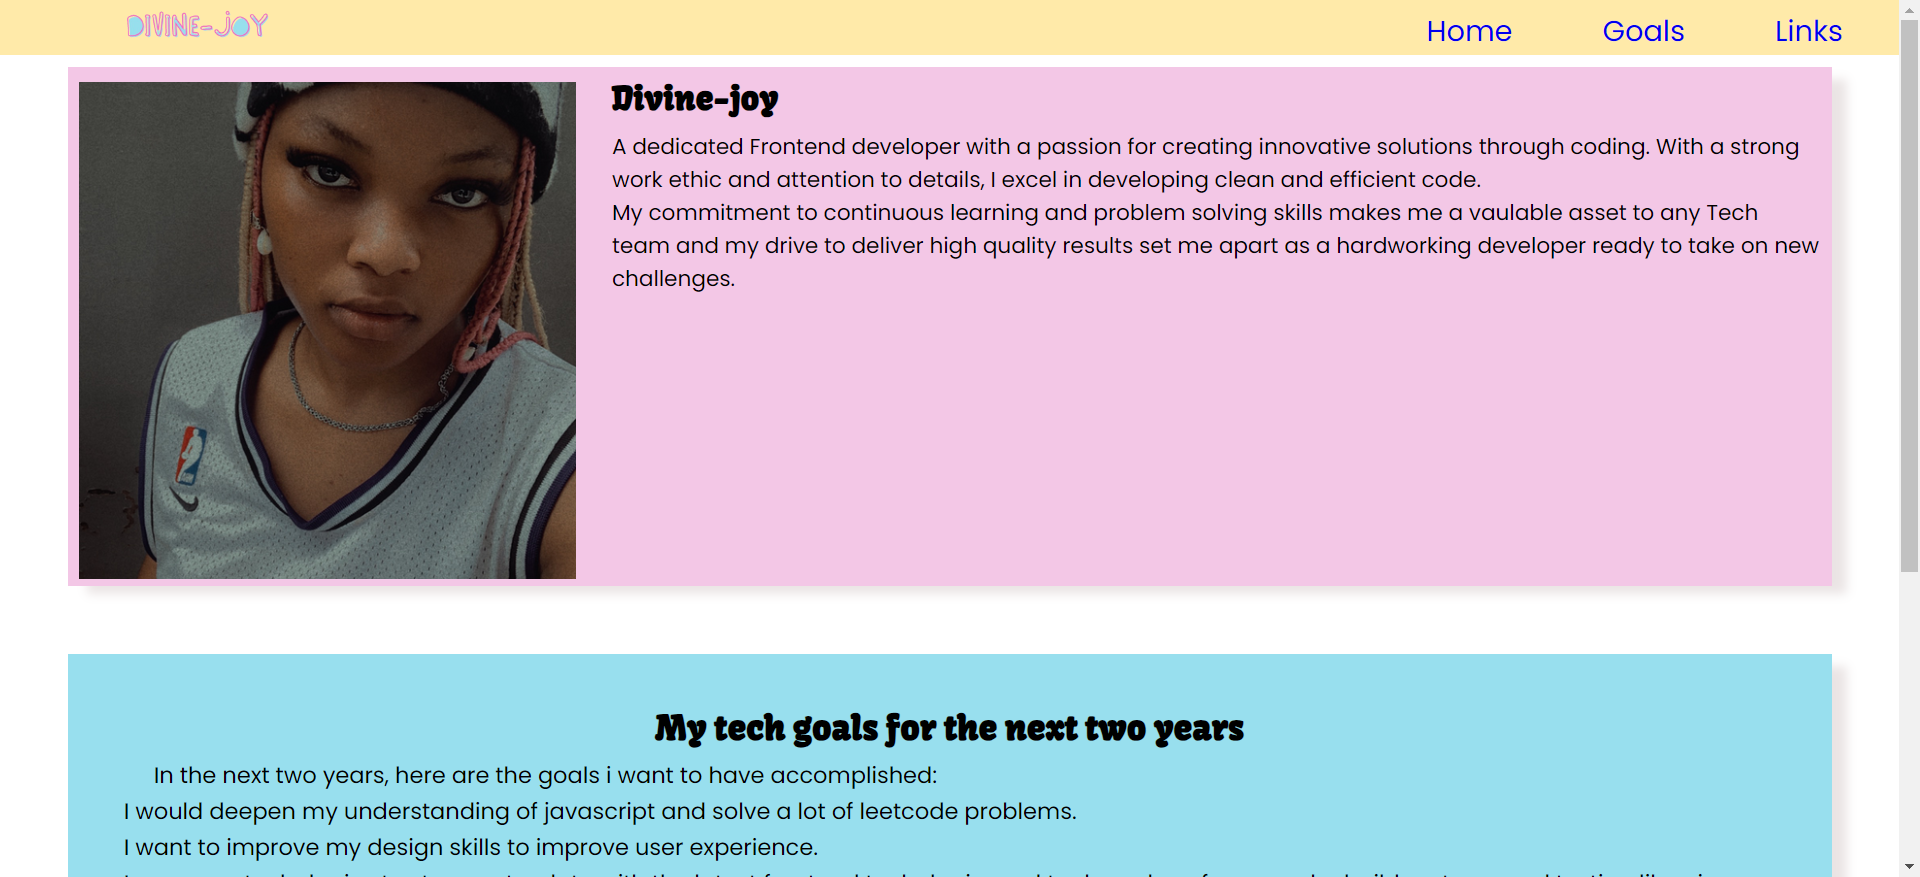 DIVINE-JOY
Home Goals Links
Divine-joy
A dedicated Frontend developer with a passion for creating innovative solutions through coding. With a strong
work ethic and attention to details, I excel in developing clean and efficient code.
My commitment to continuous learning and problem solving skills makes me a vaulable asset to any Tech
team and my drive to deliver high quality results set me apart as a hardworking developer ready to take on new
challenges.
My tech goals for the next two years
In the next two years, here are the goals i want to have accomplished:
I would deepen my understanding of javascript and solve a lot of leetcode problems.
I want to improve my design skills to improve user experience.